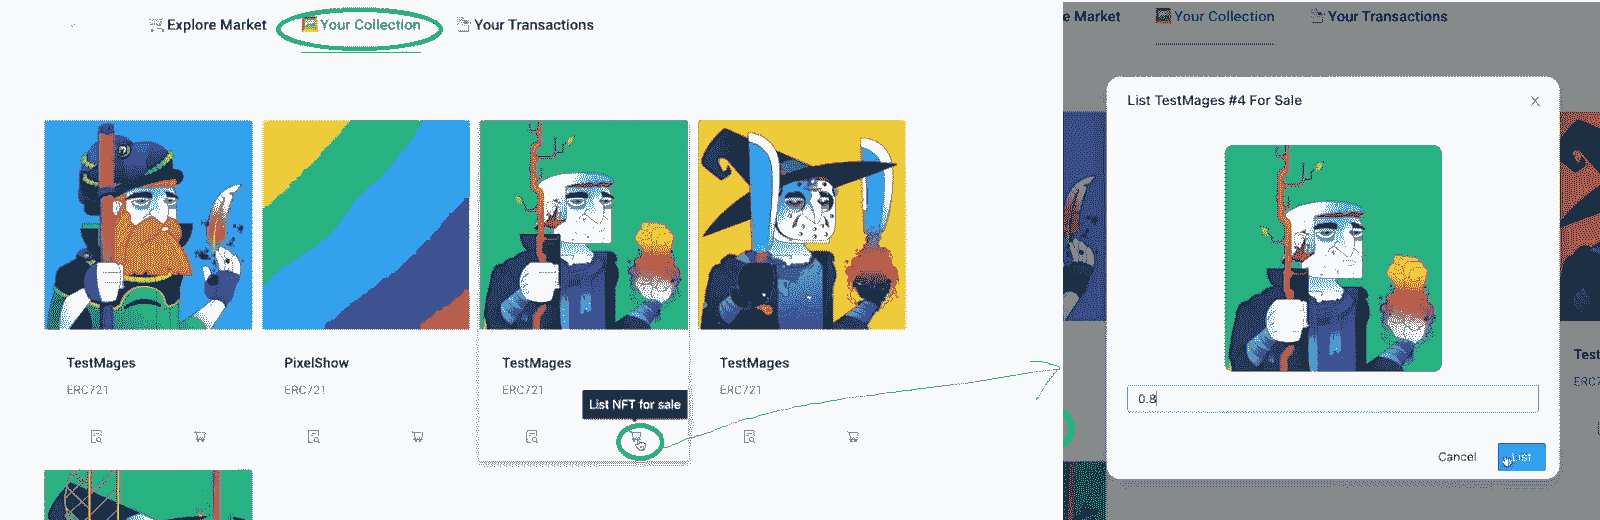 Explore Market Your Collection Your Transactions
TestMages PixelShow TestMages TestMages
ERC721 ERC721 ERC721 ERC721
List NFT for sale
e Market Your Collection Your Transactions
List TestMages #4 For Sale
0.8
Cancel List
Test
ERC7